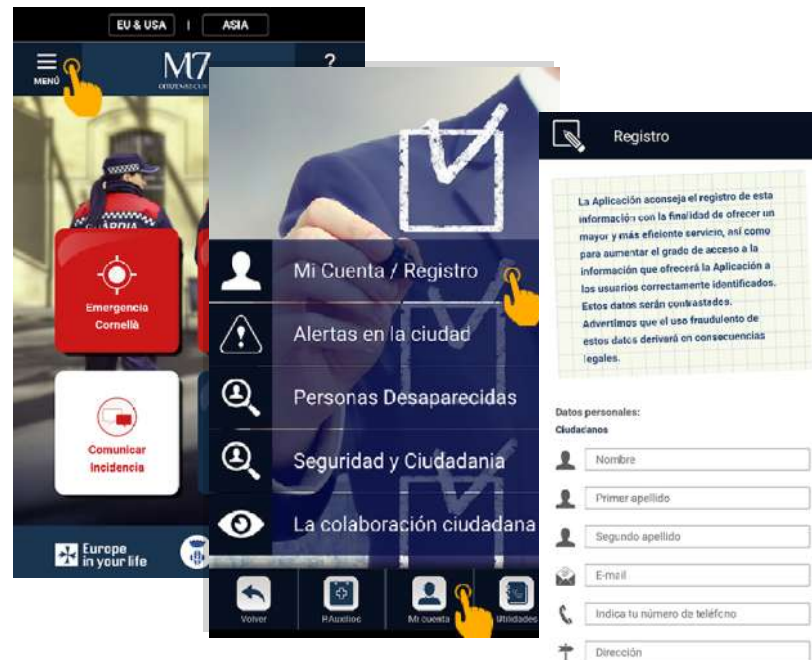 EU & USA | ASIA
MENÚ
M7
?
GUÀRDIA
Emergencia
Cornellà
Comunicar
Incidencia
Europe
in your life
Mi Cuenta / Registro
Alertas en la ciudad
Personas Desaparecidas
Seguridad y Ciudadania
La colaboración ciudadana
Volver
P.Auxilios
Mi cuenta
Utilidades
Registro
La Aplicación aconseja el registro de esta
información con la finalidad de ofrecer un
mayor y más eficiente servicio, así como
para aumentar el grado de acceso a la
información que ofrecerá la Aplicación a
los usuarios correctamente identificados.
Estos datos serán contrastados.
Advertimos que el uso fraudulento de
estos datos derivará en consecuencias
legales.
Datos personales:
Ciudadanos
Nombre
Primer apellido
Segundo apellido
E-mail
Indica tu número de teléfono
Dirección